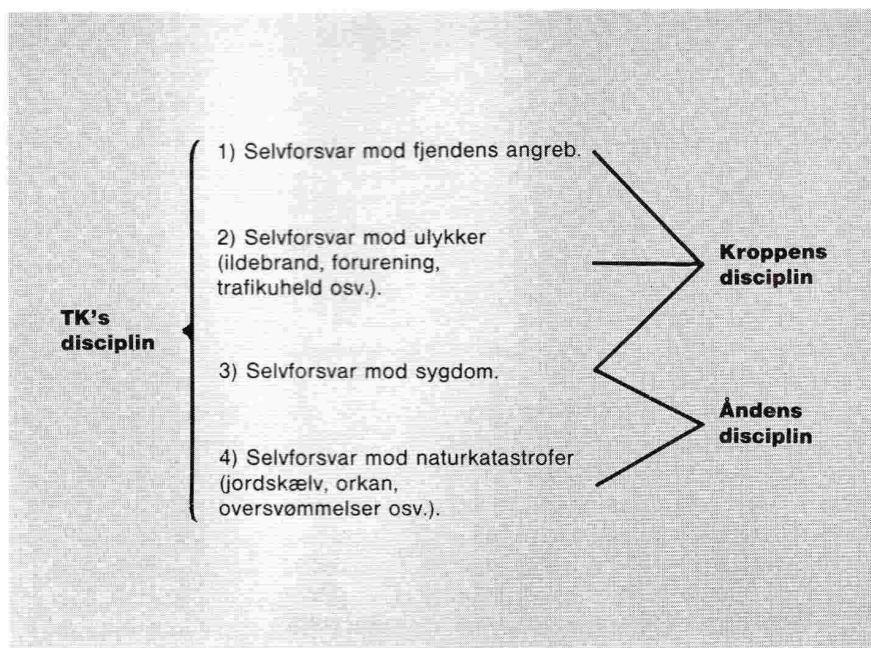 TK's
disciplin
1) Selvforsvar mod fjendens angreb.
2) Selvforsvar mod ulykker
(ildebrand, forurening,
trafikuheld osv.).
3) Selvforsvar mod sygdom.
4) Selvforsvar mod naturkatastrofer
(jordskælv, orkan,
oversvømmelser osv.).
Kroppens
disciplin
Åndens
disciplin